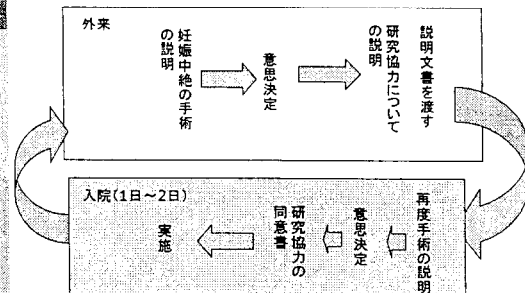 外来
妊娠中絶の手術
の説明
意思決定
説明文書を渡す
研究協力について
の説明
入院(1日～2日)
再度手術の説明
意思決定
研究協力の
同意書
実施